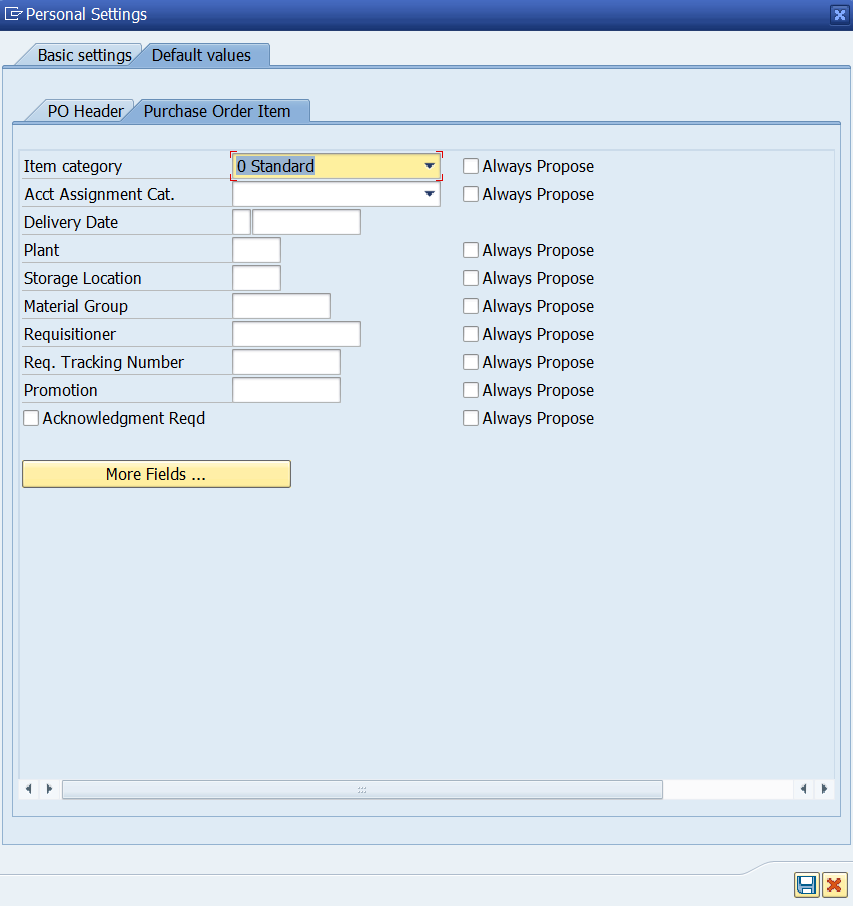 Personal Settings
Basic settings Default values
PO Header Purchase Order Item
Item category 0 Standard Always Propose
Acct Assignment Cat. Always Propose
Delivery Date
Plant Always Propose
Storage Location Always Propose
Material Group Always Propose
Requisitioner Always Propose
Req. Tracking Number Always Propose
Promotion Always Propose
Acknowledgment Reqd Always Propose
More Fields ...